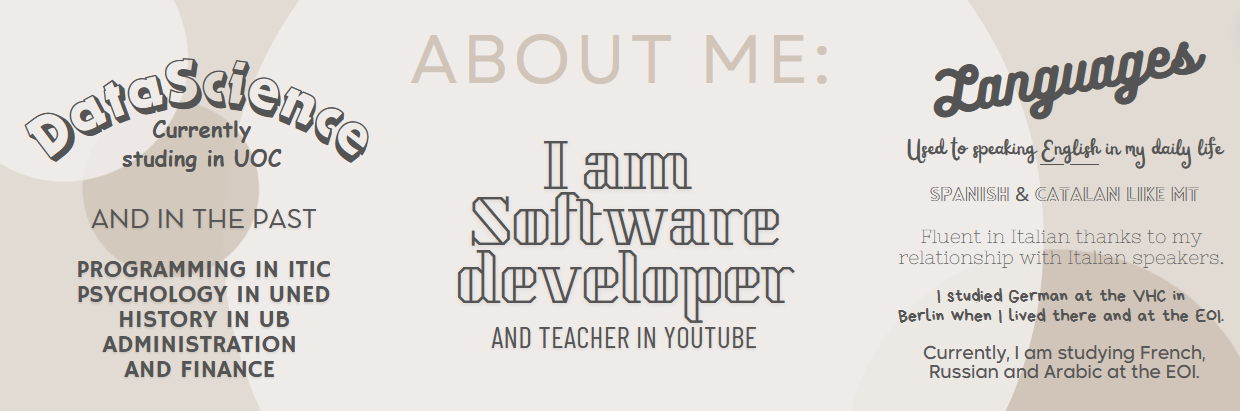 ABOUT ME:
DataScience
Currently
studing in UOC
AND IN THE PAST
PROGRAMMING IN ITIC
PSYCHOLOGY IN UNED
HISTORY IN UB
ADMINISTRATION
AND FINANCE
I am
Software
developer
AND TEACHER IN YOUTUBE
Languages
Used to speaking English in my daily life
SPANISH & CATALAN LIKE MT
Fluent in Italian thanks to my
relationship with Italian speakers.
I studied German at the VHC in
Berlin when I lived there and at the EOI.
Currently, I am studying French,
Russian and Arabic at the EOI.